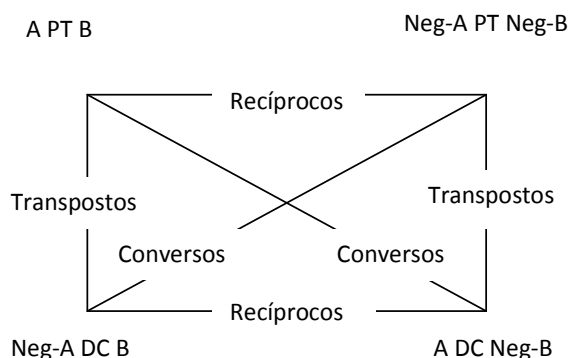 A PT B
Neg-A PT Neg-B
Recíprocos
Transpostos
Transpostos
Conversos
Conversos
Recíprocos
Neg-A DC B
A DC Neg-B